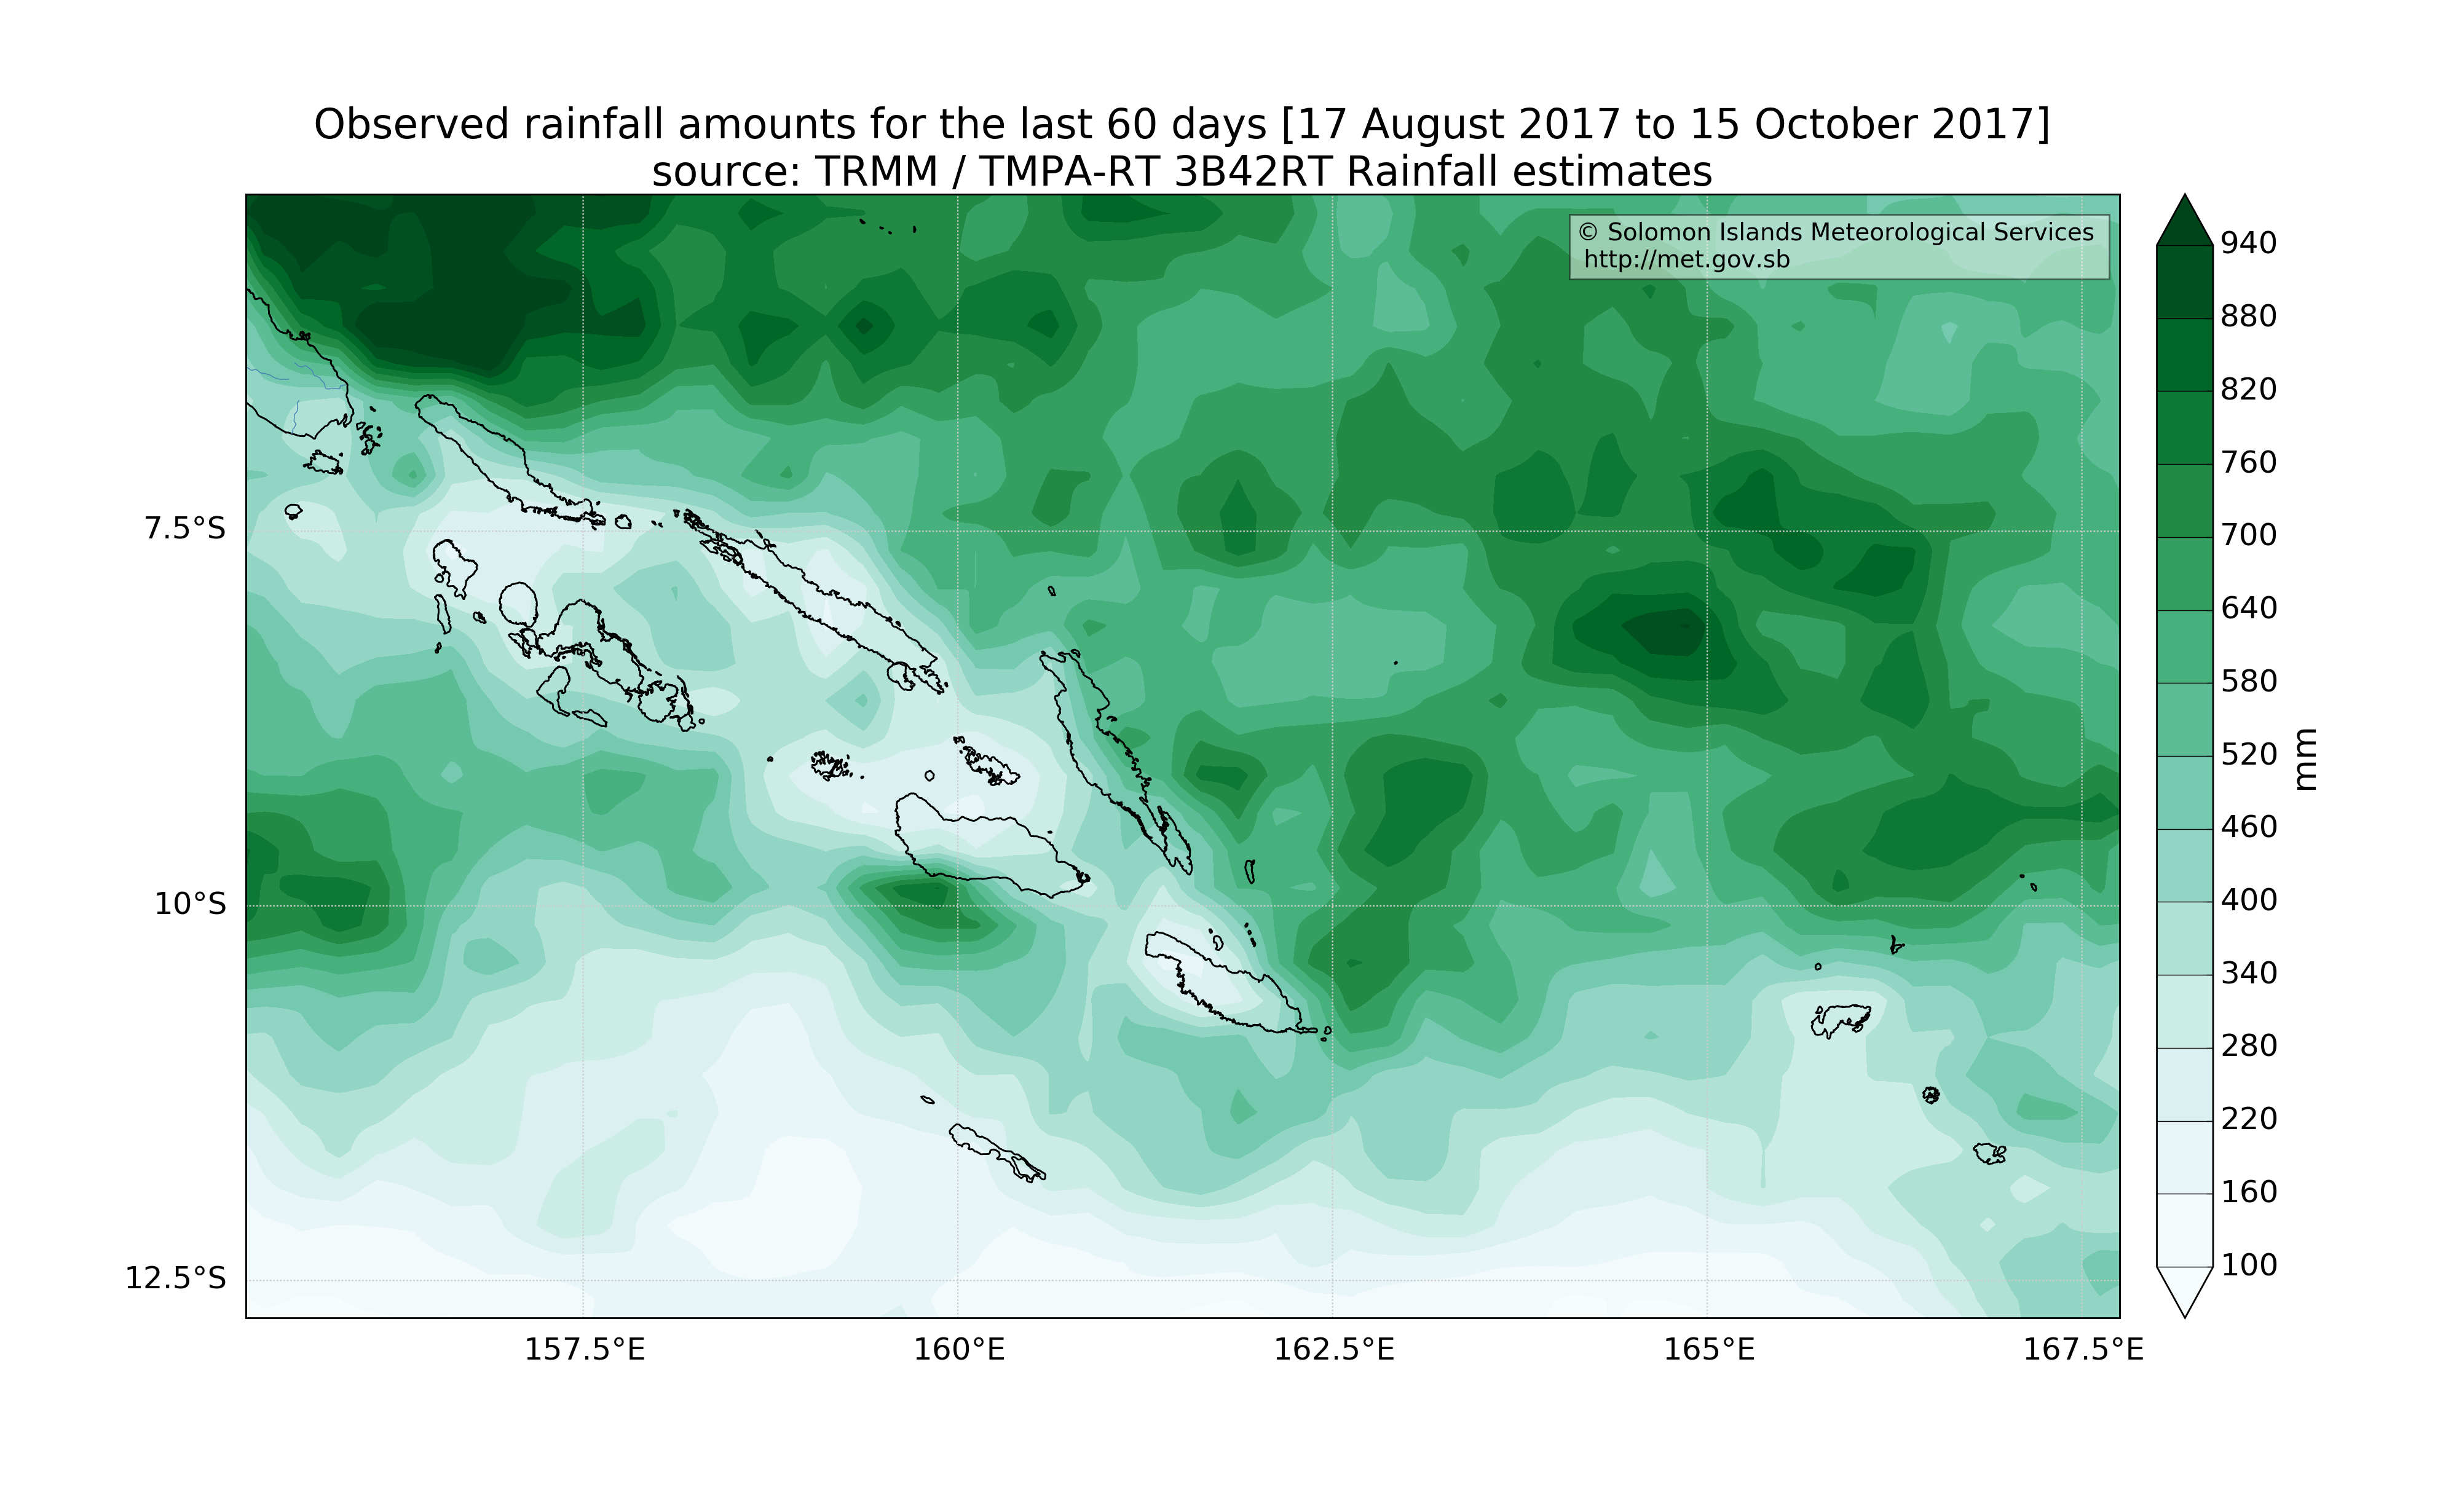 Observed rainfall amounts for the last 60 days [17 August 2017 to 15 October 2017]
source: TRMM / TMPA-RT 3B42RT Rainfall estimates
© Solomon Islands Meteorological Services
http://met.gov.sb
7.5°S
10°S
12.5°S
157.5°E
160°E
162.5°E
165°E
167.5°E
940
880
820
760
700
640
580
520
460
400
340
280
220
160
100
mm